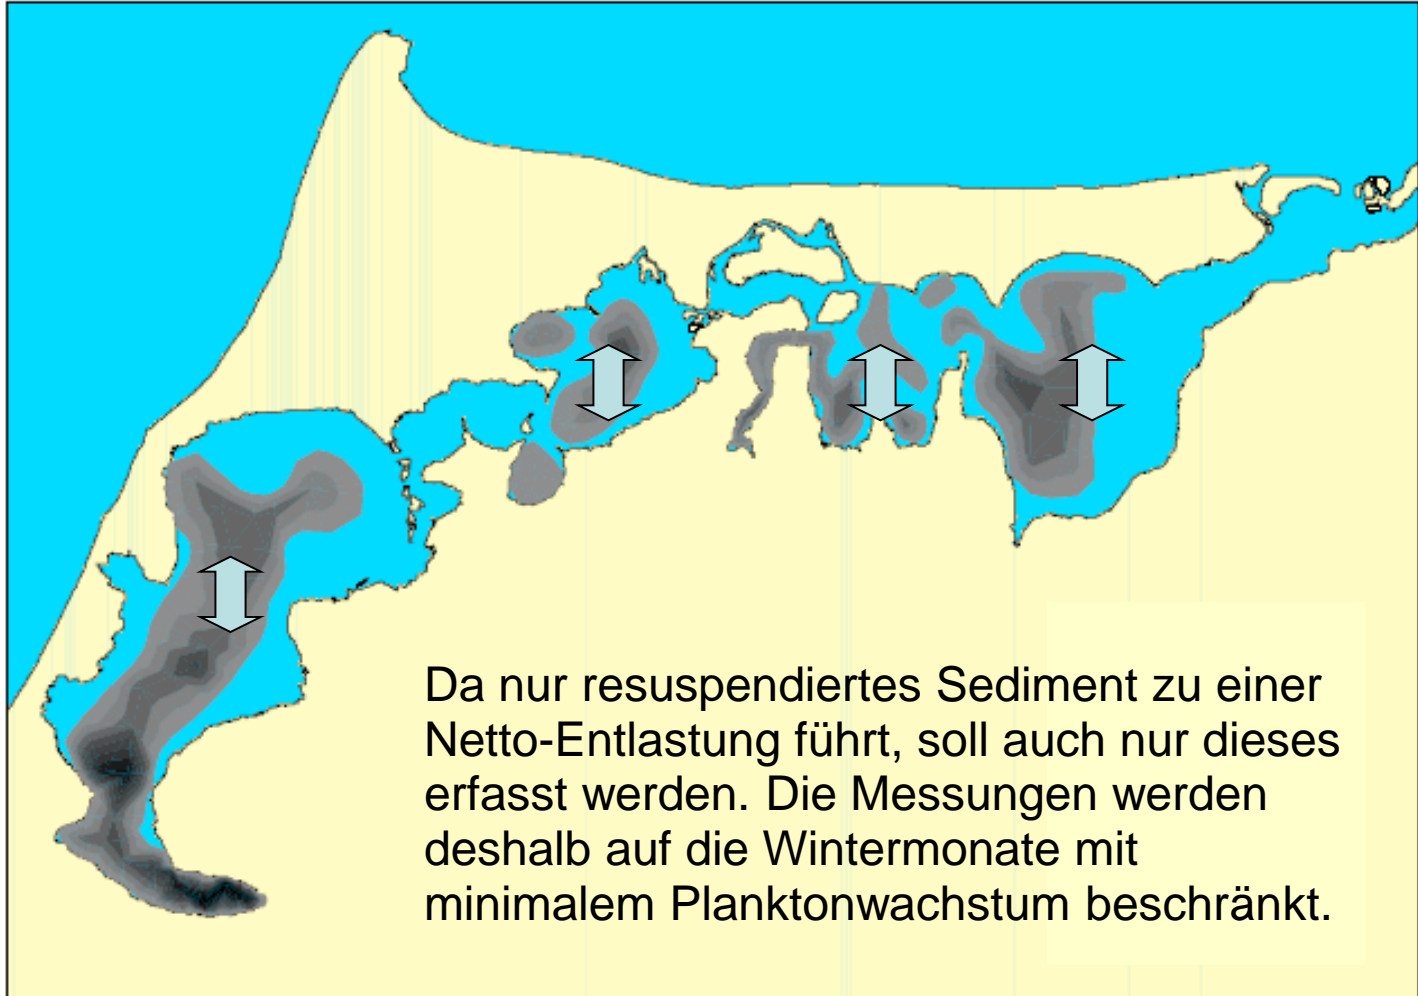 Da nur resuspendiertes Sediment zu einer
Netto-Entlastung führt, soll auch nur dieses
erfasst werden. Die Messungen werden
deshalb auf die Wintermonate mit
minimalem Planktonwachstum beschränkt.